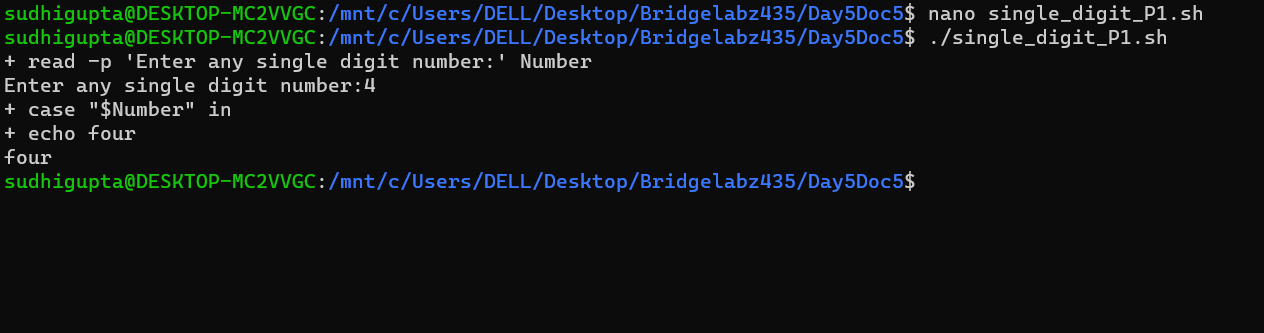 sudhigupta@DESKTOP-MC2VVGC:/mnt/c/Users/DELL/Desktop/Bridgelabz435/Day5Doc5$ nano single_digit_P1.sh
sudhigupta@DESKTOP-MC2VVGC:/mnt/c/Users/DELL/Desktop/Bridgelabz435/Day5Doc5$ ./single_digit_P1.sh
+ read -p 'Enter any single digit number:' Number
Enter any single digit number:4
+ case "$Number" in
+ echo four
four
sudhigupta@DESKTOP-MC2VVGC:/mnt/c/Users/DELL/Desktop/Bridgelabz435/Day5Doc5$